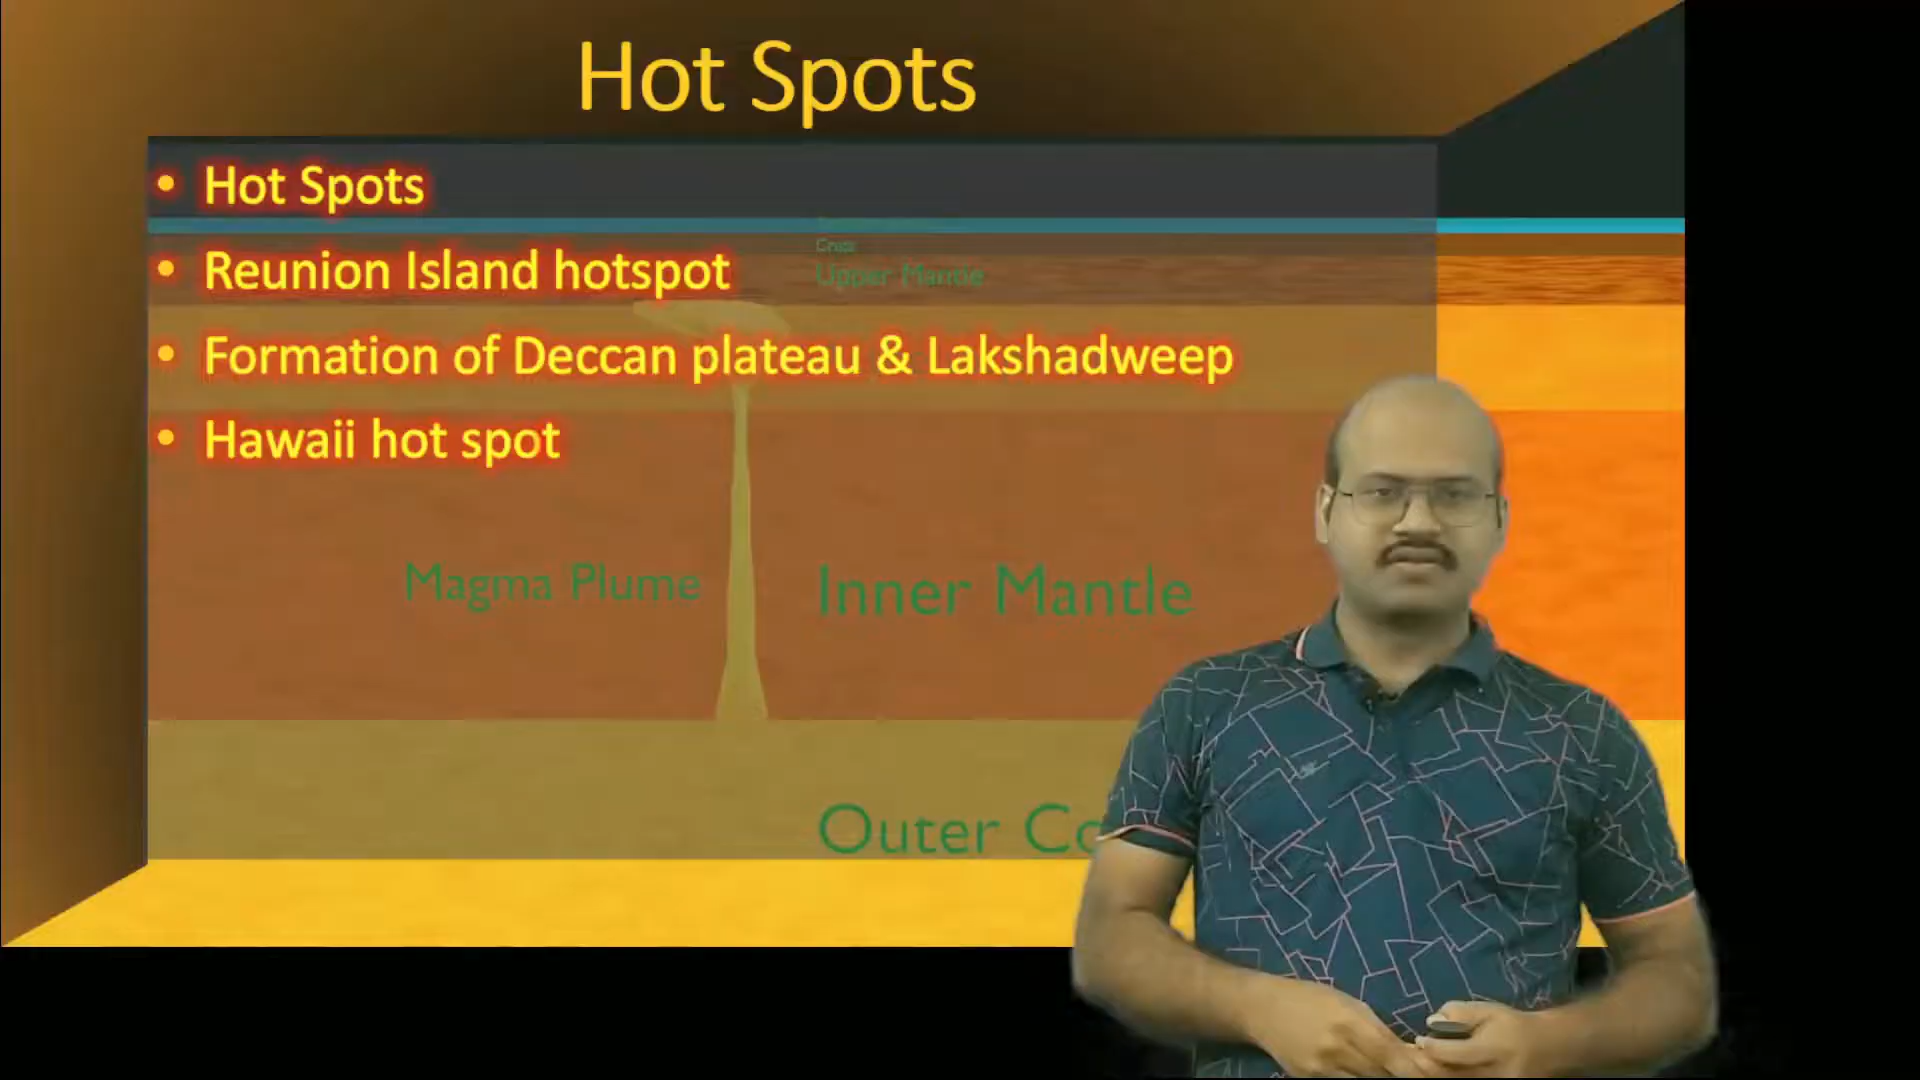 Hot Spots
• Hot Spots
• Reunion Island hotspot
• Formation of Deccan plateau & Lakshadweep
• Hawaii hot spot
Crust
Upper Mantle
Magma Plume
Inner Mantle
Outer